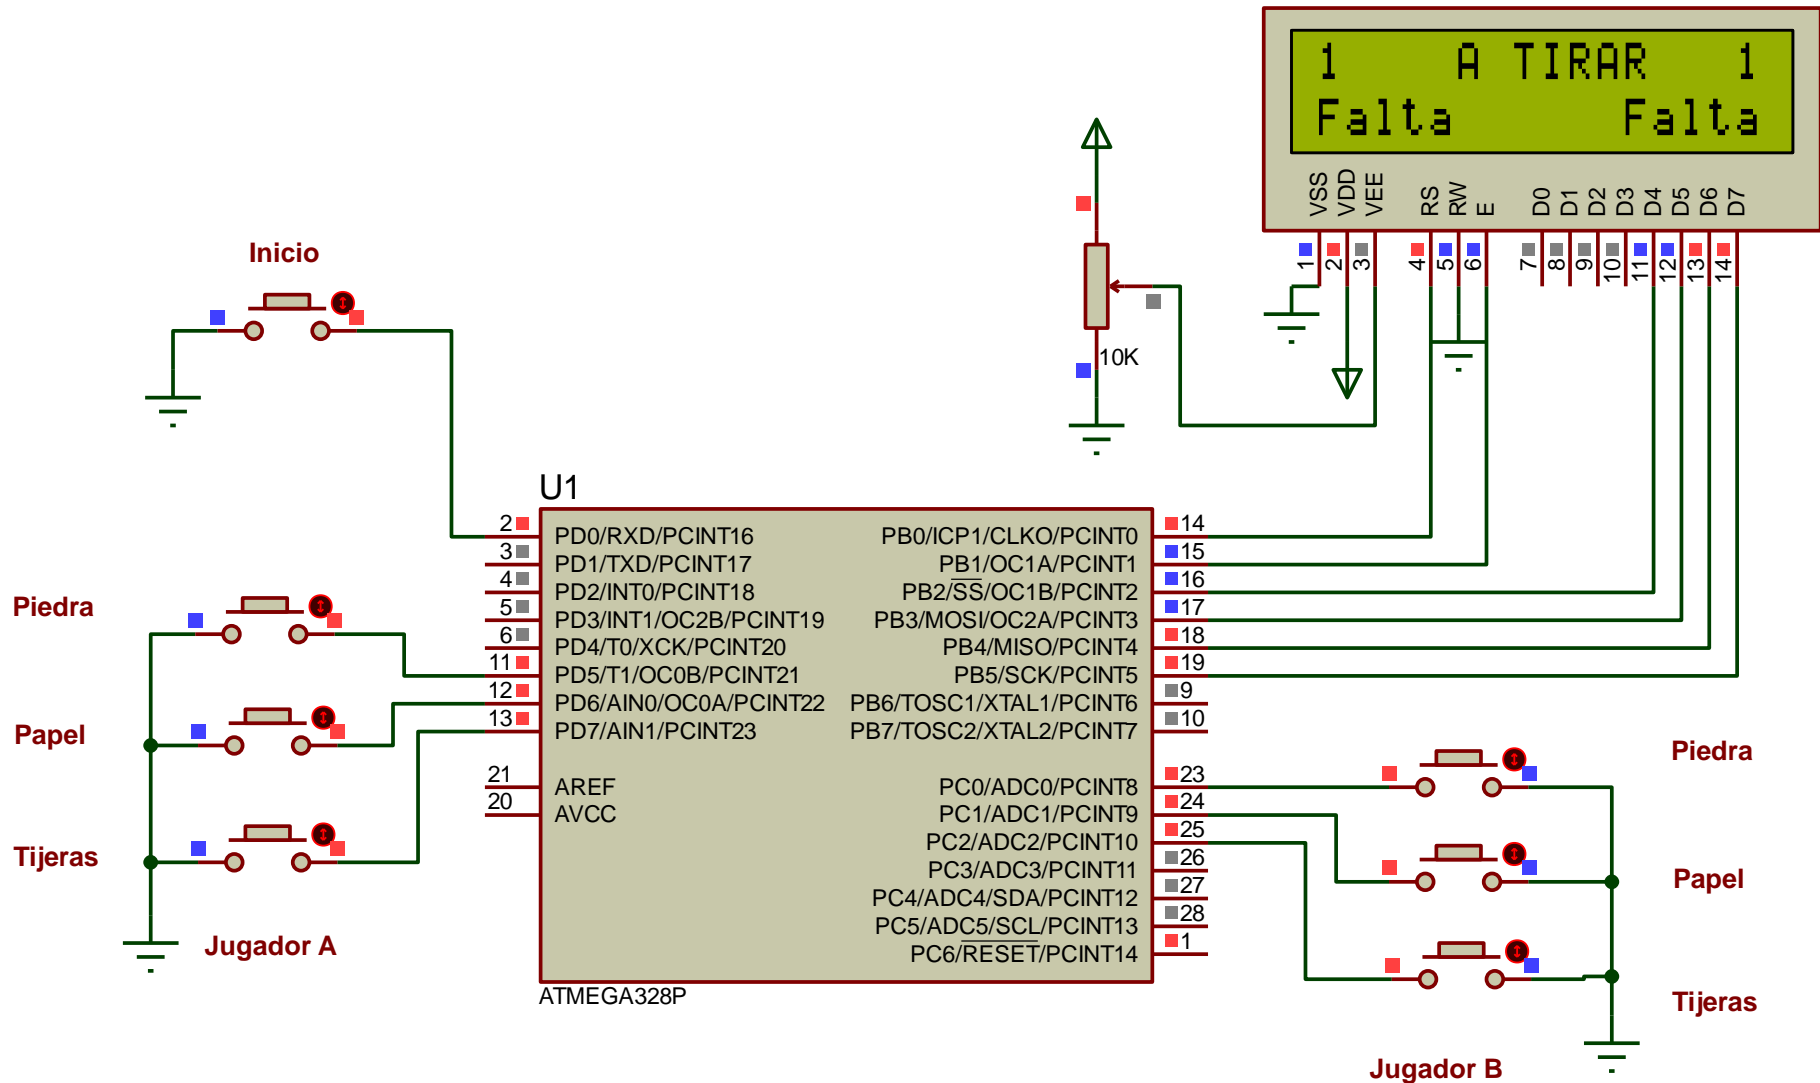 1 A TIRAR 1
Falta Falta
VSS
VDD
VEE
RS
RW
E
D0
D1
D2
D3
D4
D5
D6
D7
1
2
3
4
5
6
7
8
9
10
11
12
13
14
Inicio
10K
U1
2 PD0/RXD/PCINT16
3 PD1/TXD/PCINT17
4 PD2/INT0/PCINT18
5 PD3/INT1/OC2B/PCINT19
6 PD4/T0/XCK/PCINT20
11 PD5/T1/OC0B/PCINT21
12 PD6/AIN0/OC0A/PCINT22
13 PD7/AIN1/PCINT23
21 AREF
20 AVCC
PB0/ICP1/CLKO/PCINT0 14
PB1/OC1A/PCINT1 15
PB2/SS/OC1B/PCINT2 16
PB3/MOSI/OC2A/PCINT3 17
PB4/MISO/PCINT4 18
PB5/SCK/PCINT5 19
PB6/TOSC1/XTAL1/PCINT6 9
PB7/TOSC2/XTAL2/PCINT7 10
PC0/ADC0/PCINT8 23
PC1/ADC1/PCINT9 24
PC2/ADC2/PCINT10 25
PC3/ADC3/PCINT11 26
PC4/ADC4/SDA/PCINT12 27
PC5/ADC5/SCL/PCINT13 28
PC6/RESET/PCINT14 1
ATMEGA328P
Piedra
Papel
Tijeras
Jugador A
Piedra
Papel
Tijeras
Jugador B